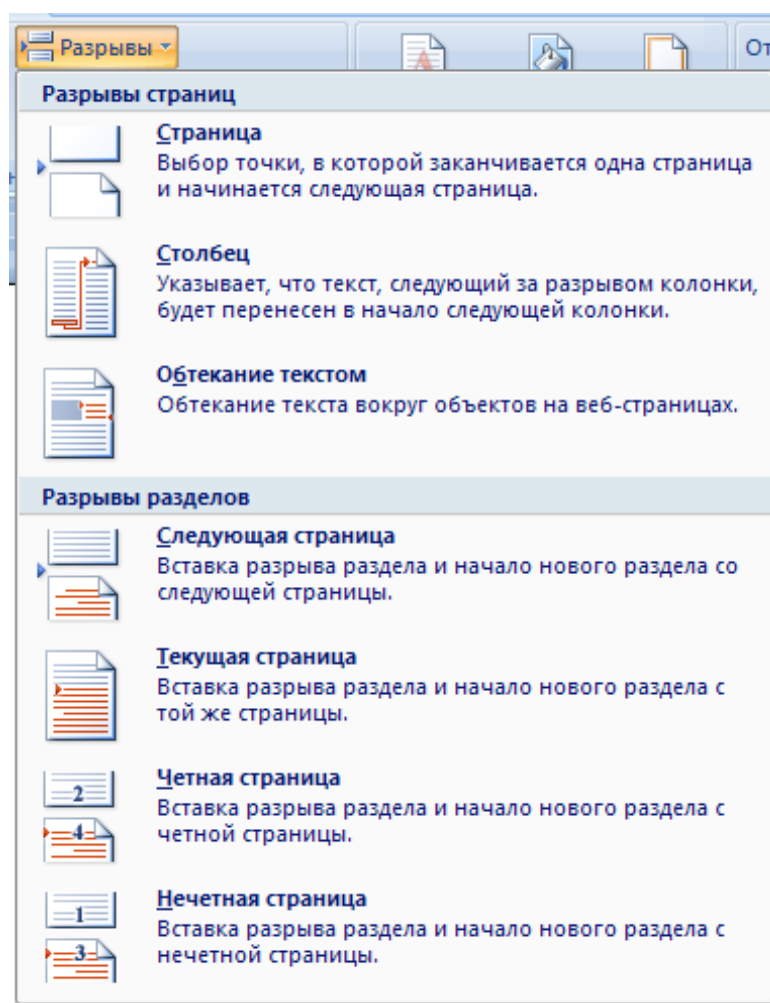 Разрывы
От
Разрывы страниц
Страница
Выбор точки, в которой заканчивается одна страница
и начинается следующая страница.
Столбец
Указывает, что текст, следующий за разрывом колонки,
будет перенесен в начало следующей колонки.
Обтекание текстом
Обтекание текста вокруг объектов на веб-страницах.
Разрывы разделов
Следующая страница
Вставка разрыва раздела и начало нового раздела со
следующей страницы.
Текущая страница
Вставка разрыва раздела и начало нового раздела с
той же страницы.
2
4
Четная страница
Вставка разрыва раздела и начало нового раздела с
четной страницы.
1
3
Нечетная страница
Вставка разрыва раздела и начало нового раздела с
нечетной страницы.